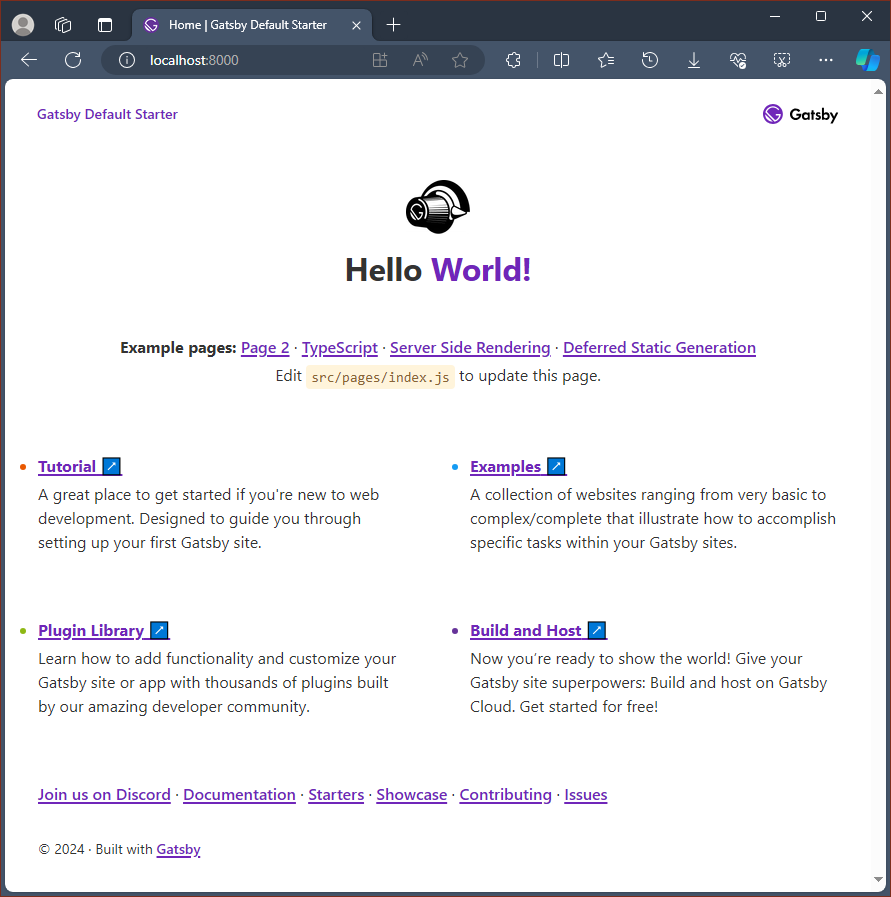 Home | Gatsby Default Starter
localhost:8000
Gatsby Default Starter
Gatsby
Hello World!
Example pages: Page 2 · TypeScript · Server Side Rendering · Deferred Static Generation
Edit src/pages/index.js to update this page.
Tutorial ↗
A great place to get started if you're new to web
development. Designed to guide you through
setting up your first Gatsby site.
Examples ↗
A collection of websites ranging from very basic to
complex/complete that illustrate how to accomplish
specific tasks within your Gatsby sites.
Plugin Library ↗
Learn how to add functionality and customize your
Gatsby site or app with thousands of plugins built
by our amazing developer community.
Build and Host ↗
Now you’re ready to show the world! Give your
Gatsby site superpowers: Build and host on Gatsby
Cloud. Get started for free!
Join us on Discord · Documentation · Starters · Showcase · Contributing · Issues
© 2024 · Built with Gatsby